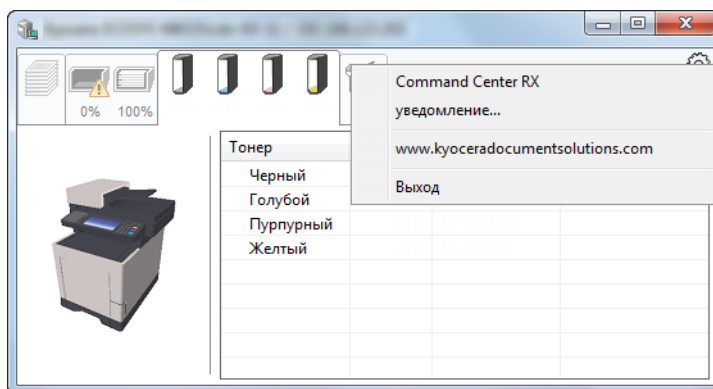 0% 100%
Command Center RX
уведомление...
www.kyoceradocumentsolutions.com
Выход
Тонер
Черный
Голубой
Пурпурный
Желтый